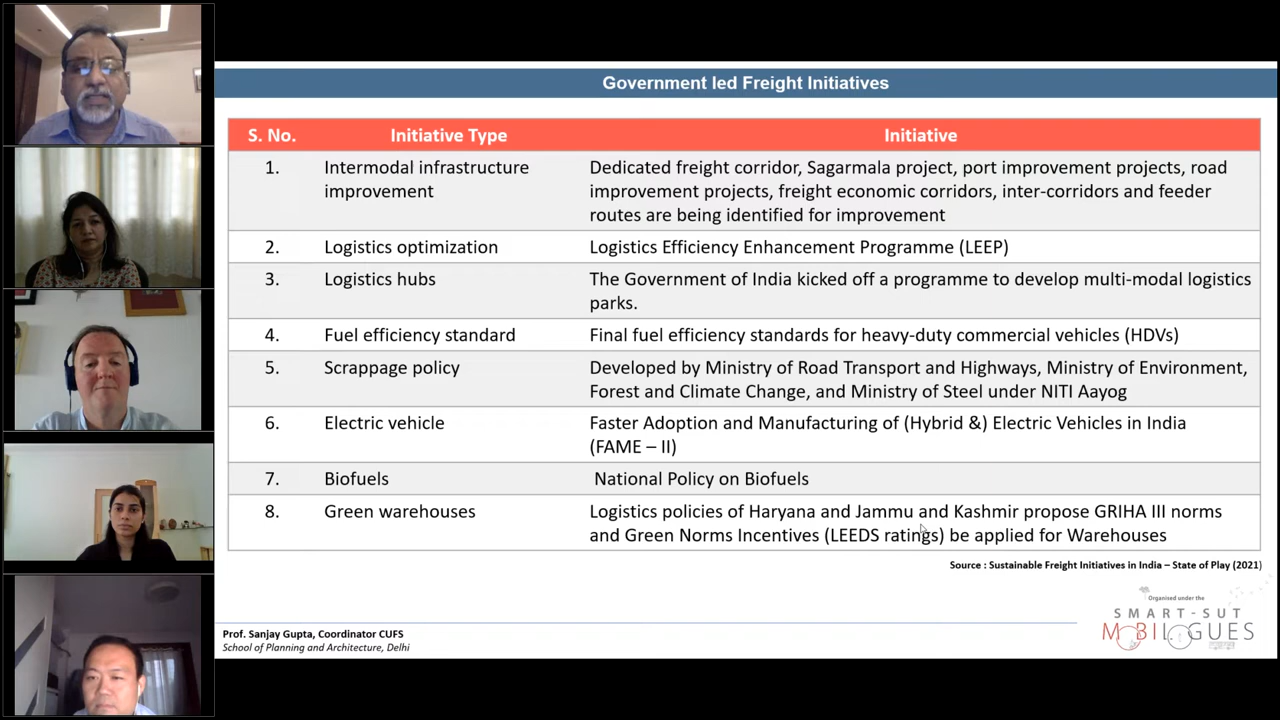 Government led Freight Initiatives
S. No. Initiative Type Initiative
1. Intermodal infrastructure improvement Dedicated freight corridor, Sagarmala project, port improvement projects, road
improvement projects, freight economic corridors, inter-corridors and feeder
routes are being identified for improvement
2. Logistics optimization Logistics Efficiency Enhancement Programme (LEEP)
3. Logistics hubs The Government of India kicked off a programme to develop multi-modal logistics
parks.
4. Fuel efficiency standard Final fuel efficiency standards for heavy-duty commercial vehicles (HDVs)
5. Scrappage policy Developed by Ministry of Road Transport and Highways, Ministry of Environment,
Forest and Climate Change, and Ministry of Steel under NITI Aayog
6. Electric vehicle Faster Adoption and Manufacturing of (Hybrid &) Electric Vehicles in India
(FAME – II)
7. Biofuels National Policy on Biofuels
8. Green warehouses Logistics policies of Haryana and Jammu and Kashmir propose GRIHA III norms
and Green Norms Incentives (LEEDS ratings) be applied for Warehouses
Source : Sustainable Freight Initiatives in India – State of Play (2021)
Organised under the
SMART-SUT
MOBILOGUES
Prof. Sanjay Gupta, Coordinator CUFS
School of Planning and Architecture, Delhi